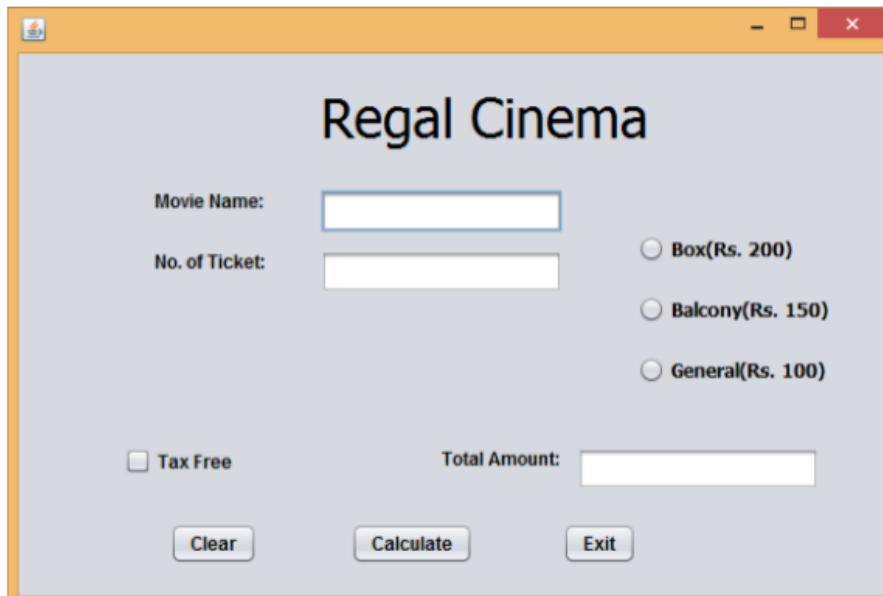 Regal Cinema
Movie Name:
No. of Ticket:
Box(Rs. 200)
Balcony(Rs. 150)
General(Rs. 100)
Tax Free
Total Amount:
Clear
Calculate
Exit